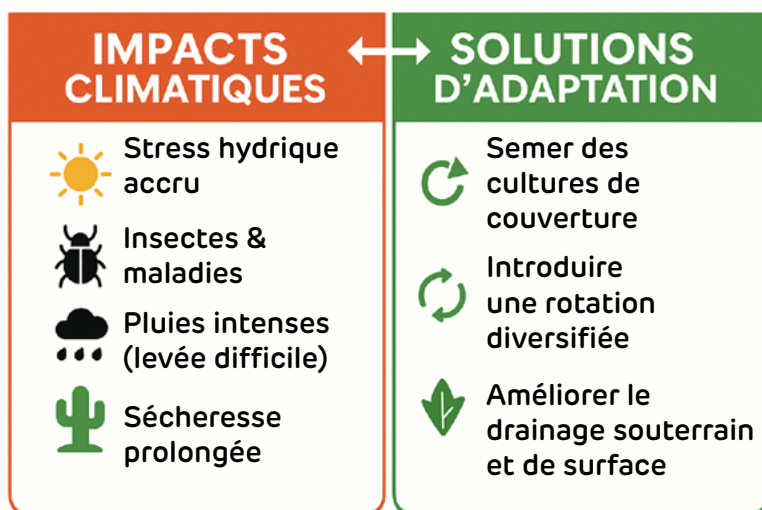 IMPACTS
CLIMATIQUES
Stress hydrique
accru
Insectes &
maladies
Pluies intenses
(levée difficile)
Sécheresse
prolongée
SOLUTIONS
D'ADAPTATION
Semer des
cultures de
couverture
Introduire
une rotation
diversifiée
Améliorer le
drainage souterrain
et de surface